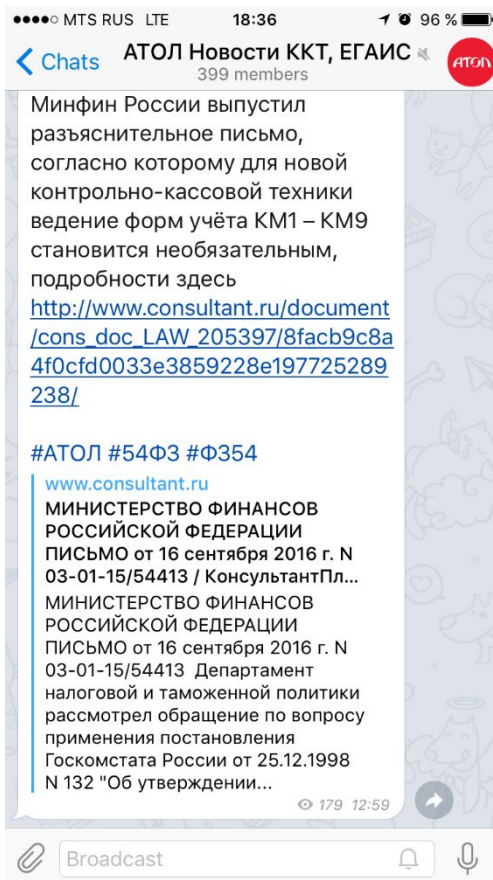 MTS RUS LTE 18:36 96 %
Chats АТОЛ Новости ККТ, ЕГАИС
399 members
АТОЛ
Минфин России выпустил
разъяснительное письмо,
согласно которому для новой
контрольно-кассовой техники
ведение форм учёта КМ1 – КМ9
становится необязательным,
подробности здесь
http://www.consultant.ru/document
/cons_doc_LAW_205397/8facb9c8a
4f0cfd0033e3859228e197725289
238/
#АТОЛ #54ФЗ #ФЗ54
www.consultant.ru
МИНИСТЕРСТВО ФИНАНСОВ
РОССИЙСКОЙ ФЕДЕРАЦИИ
ПИСЬМО от 16 сентября 2016 г. N
03-01-15/54413 / КонсультантПл...
МИНИСТЕРСТВО ФИНАНСОВ
РОССИЙСКОЙ ФЕДЕРАЦИИ
ПИСЬМО от 16 сентября 2016 г. N
03-01-15/54413 Департамент
налоговой и таможенной политики
рассмотрел обращение по вопросу
применения постановления
Госкомстата России от 25.12.1998
N 132 "Об утверждении...
179 12:59
Broadcast